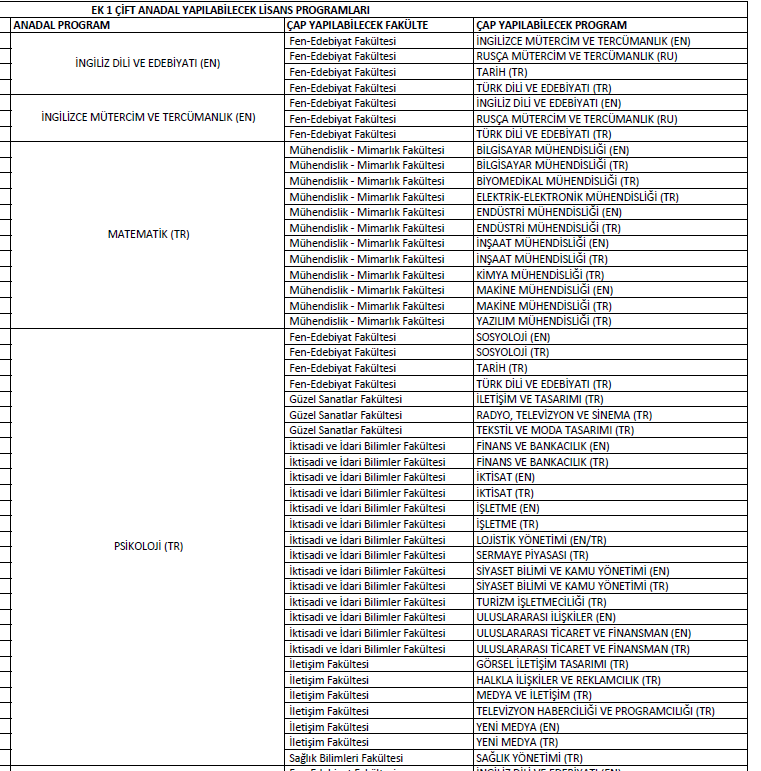 EK 1 ÇİFT ANADAL YAPILABİLECEK LİSANS PROGRAMLARI
ANADAL PROGRAM ÇAP YAPILABİLECEK FAKÜLTE ÇAP YAPILABİLECEK PROGRAM
İNGİLİZ DİLİ VE EDEBİYATI (EN)
Fen-Edebiyat Fakültesi İNGİLİZCE MÜTERCİM VE TERCÜMANLIK (EN)
Fen-Edebiyat Fakültesi RUSÇA MÜTERCİM VE TERCÜMANLIK (RU)
Fen-Edebiyat Fakültesi TARİH (TR)
Fen-Edebiyat Fakültesi TÜRK DİLİ VE EDEBİYATI (TR)
İNGİLİZCE MÜTERCİM VE TERCÜMANLIK (EN)
Fen-Edebiyat Fakültesi İNGİLİZ DİLİ VE EDEBİYATI (EN)
Fen-Edebiyat Fakültesi RUSÇA MÜTERCİM VE TERCÜMANLIK (RU)
Fen-Edebiyat Fakültesi TÜRK DİLİ VE EDEBİYATI (TR)
MATEMATİK (TR)
Mühendislik - Mimarlık Fakültesi BİLGİSAYAR MÜHENDİSLİĞİ (EN)
Mühendislik - Mimarlık Fakültesi BİLGİSAYAR MÜHENDİSLİĞİ (TR)
Mühendislik - Mimarlık Fakültesi BİYOMEDİKAL MÜHENDİSLİĞİ (TR)
Mühendislik - Mimarlık Fakültesi ELEKTRİK-ELEKTRONİK MÜHENDİSLİĞİ (TR)
Mühendislik - Mimarlık Fakültesi ENDÜSTRİ MÜHENDİSLİĞİ (EN)
Mühendislik - Mimarlık Fakültesi ENDÜSTRİ MÜHENDİSLİĞİ (TR)
Mühendislik - Mimarlık Fakültesi İNŞAAT MÜHENDİSLİĞİ (EN)
Mühendislik - Mimarlık Fakültesi İNŞAAT MÜHENDİSLİĞİ (TR)
Mühendislik - Mimarlık Fakültesi KİMYA MÜHENDİSLİĞİ (TR)
Mühendislik - Mimarlık Fakültesi MAKİNE MÜHENDİSLİĞİ (EN)
Mühendislik - Mimarlık Fakültesi MAKİNE MÜHENDİSLİĞİ (TR)
Mühendislik - Mimarlık Fakültesi YAZILIM MÜHENDİSLİĞİ (TR)
PSİKOLOJİ (TR)
Fen-Edebiyat Fakültesi SOSYOLOJİ (EN)
Fen-Edebiyat Fakültesi SOSYOLOJİ (TR)
Fen-Edebiyat Fakültesi TARİH (TR)
Fen-Edebiyat Fakültesi TÜRK DİLİ VE EDEBİYATI (TR)
Güzel Sanatlar Fakültesi İLETİŞİM VE TASARIMI (TR)
Güzel Sanatlar Fakültesi RADYO, TELEVİZYON VE SİNEMA (TR)
Güzel Sanatlar Fakültesi TEKSTİL VE MODA TASARIMI (TR)
İktisadi ve İdari Bilimler Fakültesi FİNANS VE BANKACILIK (EN)
İktisadi ve İdari Bilimler Fakültesi FİNANS VE BANKACILIK (TR)
İktisadi ve İdari Bilimler Fakültesi İKTİSAT (EN)
İktisadi ve İdari Bilimler Fakültesi İKTİSAT (TR)
İktisadi ve İdari Bilimler Fakültesi İŞLETME (EN)
İktisadi ve İdari Bilimler Fakültesi İŞLETME (TR)
İktisadi ve İdari Bilimler Fakültesi LOJİSTİK YÖNETİMİ (EN/TR)
İktisadi ve İdari Bilimler Fakültesi SERMAYE PİYASASI (TR)
İktisadi ve İdari Bilimler Fakültesi SİYASET BİLİMİ VE KAMU YÖNETİMİ (EN)
İktisadi ve İdari Bilimler Fakültesi SİYASET BİLİMİ VE KAMU YÖNETİMİ (TR)
İktisadi ve İdari Bilimler Fakültesi TURİZM İŞLETMECİLİĞİ (TR)
İktisadi ve İdari Bilimler Fakültesi ULUSLARARASI İLİŞKİLER (EN)
İktisadi ve İdari Bilimler Fakültesi ULUSLARARASI TİCARET VE FİNANSMAN (EN)
İktisadi ve İdari Bilimler Fakültesi ULUSLARARASI TİCARET VE FİNANSMAN (TR)
İletişim Fakültesi GÖRSEL İLETİŞİM TASARIMI (TR)
İletişim Fakültesi HALKLA İLİŞKİLER VE REKLAMCILIK (TR)
İletişim Fakültesi MEDYA VE İLETİŞİM (TR)
İletişim Fakültesi TELEVİZYON HABERCİLİĞİ VE PROGRAMCILIĞI (TR)
İletişim Fakültesi YENİ MEDYA (EN)
İletişim Fakültesi YENİ MEDYA (TR)
Sağlık Bilimleri Fakültesi SAĞLIK YÖNETİMİ (TR)